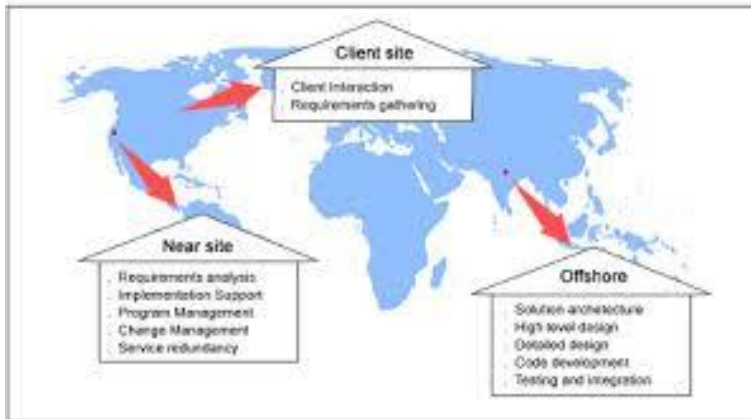 Client site
. Client Interaction
. Requirements gathering
Near site
. Requirements analysis
. Implementation Support
. Program Management
. Change Management
. Service redundancy
Offshore
. Solution archetecture
. High level design
. Detailed design
. Code development
. Testing and integration